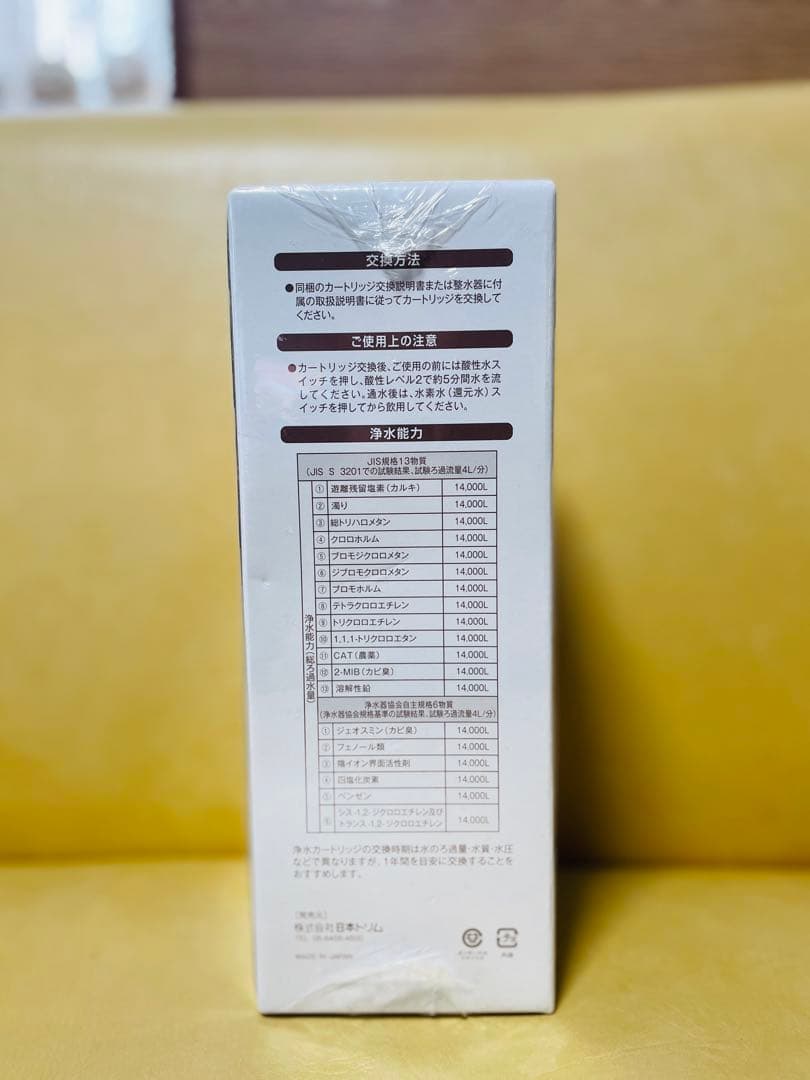 交換方法
●同梱のカートリッジ交換説明書または整水器に付
属の取扱説明書に従ってカートリッジを交換して
ください。
ご使用上の注意
●カートリッジ交換後、ご使用の前には酸性水ス
イッチを押し、酸性レベル2で約5分間水を流
してください。通水後は、水素水（還元水）ス
イッチを押してから飲用してください。
浄水能力
浄水能力（総ろ過水量）
JIS規格13物質
（JIS S 3201での試験結果、試験ろ過流量4L／分）
① 遊離残留塩素（カルキ） 14,000L
② 濁り 14,000L
③ 総トリハロメタン 14,000L
④ クロロホルム 14,000L
⑤ ブロモジクロロメタン 14,000L
⑥ ジブロモクロロメタン 14,000L
⑦ ブロモホルム 14,000L
⑧ テトラクロロエチレン 14,000L
⑨ トリクロロエチレン 14,000L
⑩ 1,1,1-トリクロロエタン 14,000L
⑪ CAT（農薬） 14,000L
⑫ 2-MIB（カビ臭） 14,000L
⑬ 溶解性鉛 14,000L
浄水器協会自主規格6物質
（浄水器協会規格基準の試験結果、試験ろ過流量4L／分）
① ジェオスミン（カビ臭） 14,000L
② フェノール類 14,000L
③ 陰イオン界面活性剤 14,000L
④ 四塩化炭素 14,000L
⑤ ベンゼン 14,000L
⑥ シス-1,2-ジクロロエチレン及び
トランス-1,2-ジクロロエチレン 14,000L
浄水カートリッジの交換時期は水のろ過量・水質・水圧
などで異なりますが、1年間を目安に交換することを
おすすめします。
〔発売元〕
株式会社日本トリム
MADE IN JAPAN